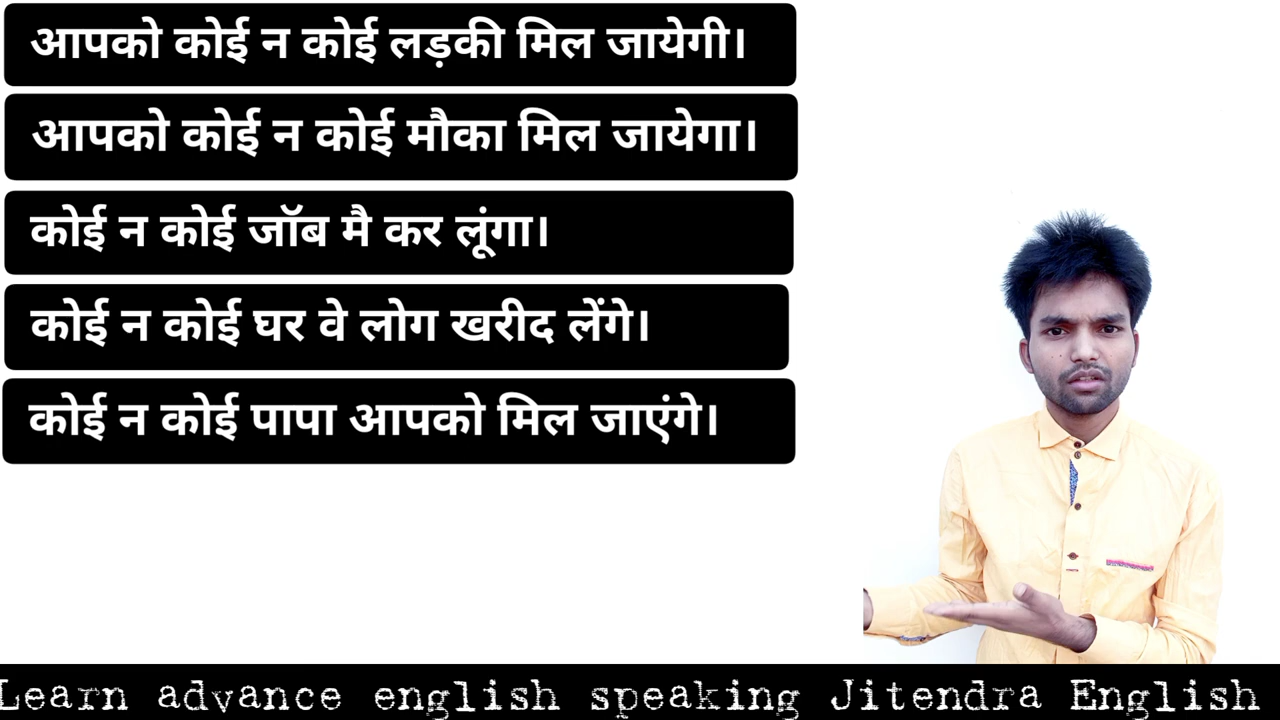 आपको कोई न कोई लड़की मिल जायेगी।
आपको कोई न कोई मौका मिल जायेगा।
कोई न कोई जॉब मै कर लूंगा।
कोई न कोई घर वे लोग खरीद लेंगे।
कोई न कोई पापा आपको मिल जाएंगे।
Learn advance english speaking Jitendra English